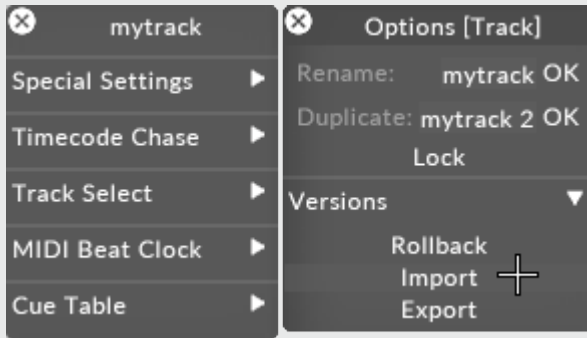 mytrack
Special Settings
Timecode Chase
Track Select
MIDI Beat Clock
Cue Table
Options [Track]
Rename: mytrack OK
Duplicate: mytrack 2 OK
Lock
Versions
Rollback
Import
Export